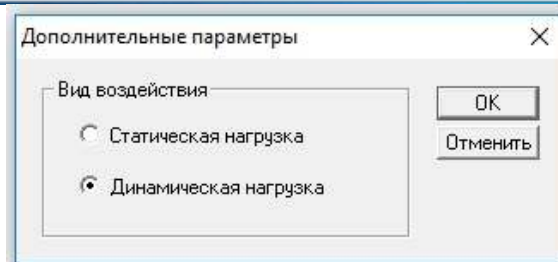 Дополнительные параметры
Вид воздействия
OK
Статическая нагрузка
Отменить
Динамическая нагрузка